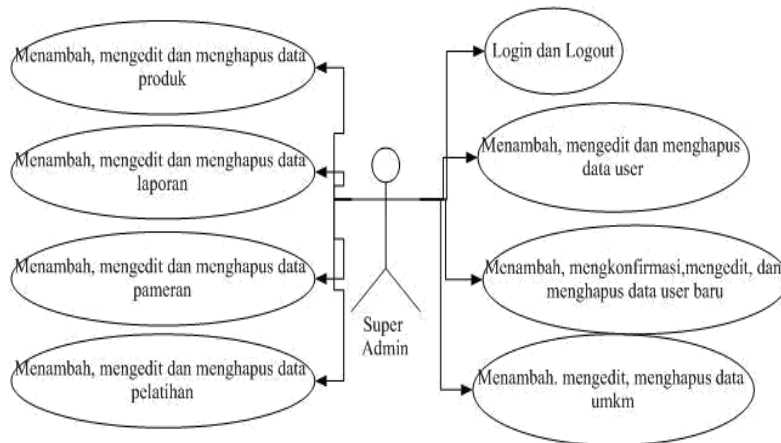 Menambah, mengedit dan menghapus data
produk
Menambah, mengedit dan menghapus data
laporan
Menambah, mengedit dan menghapus data
pameran
Menambah, mengedit dan menghapus data
pelatihan
Super
Admin
Login dan Logout
Menambah, mengedit dan menghapus
data user
Menambah, mengkonfirmasi,mengedit, dan
menghapus data user baru
Menambah. mengedit, menghapus data
umkm